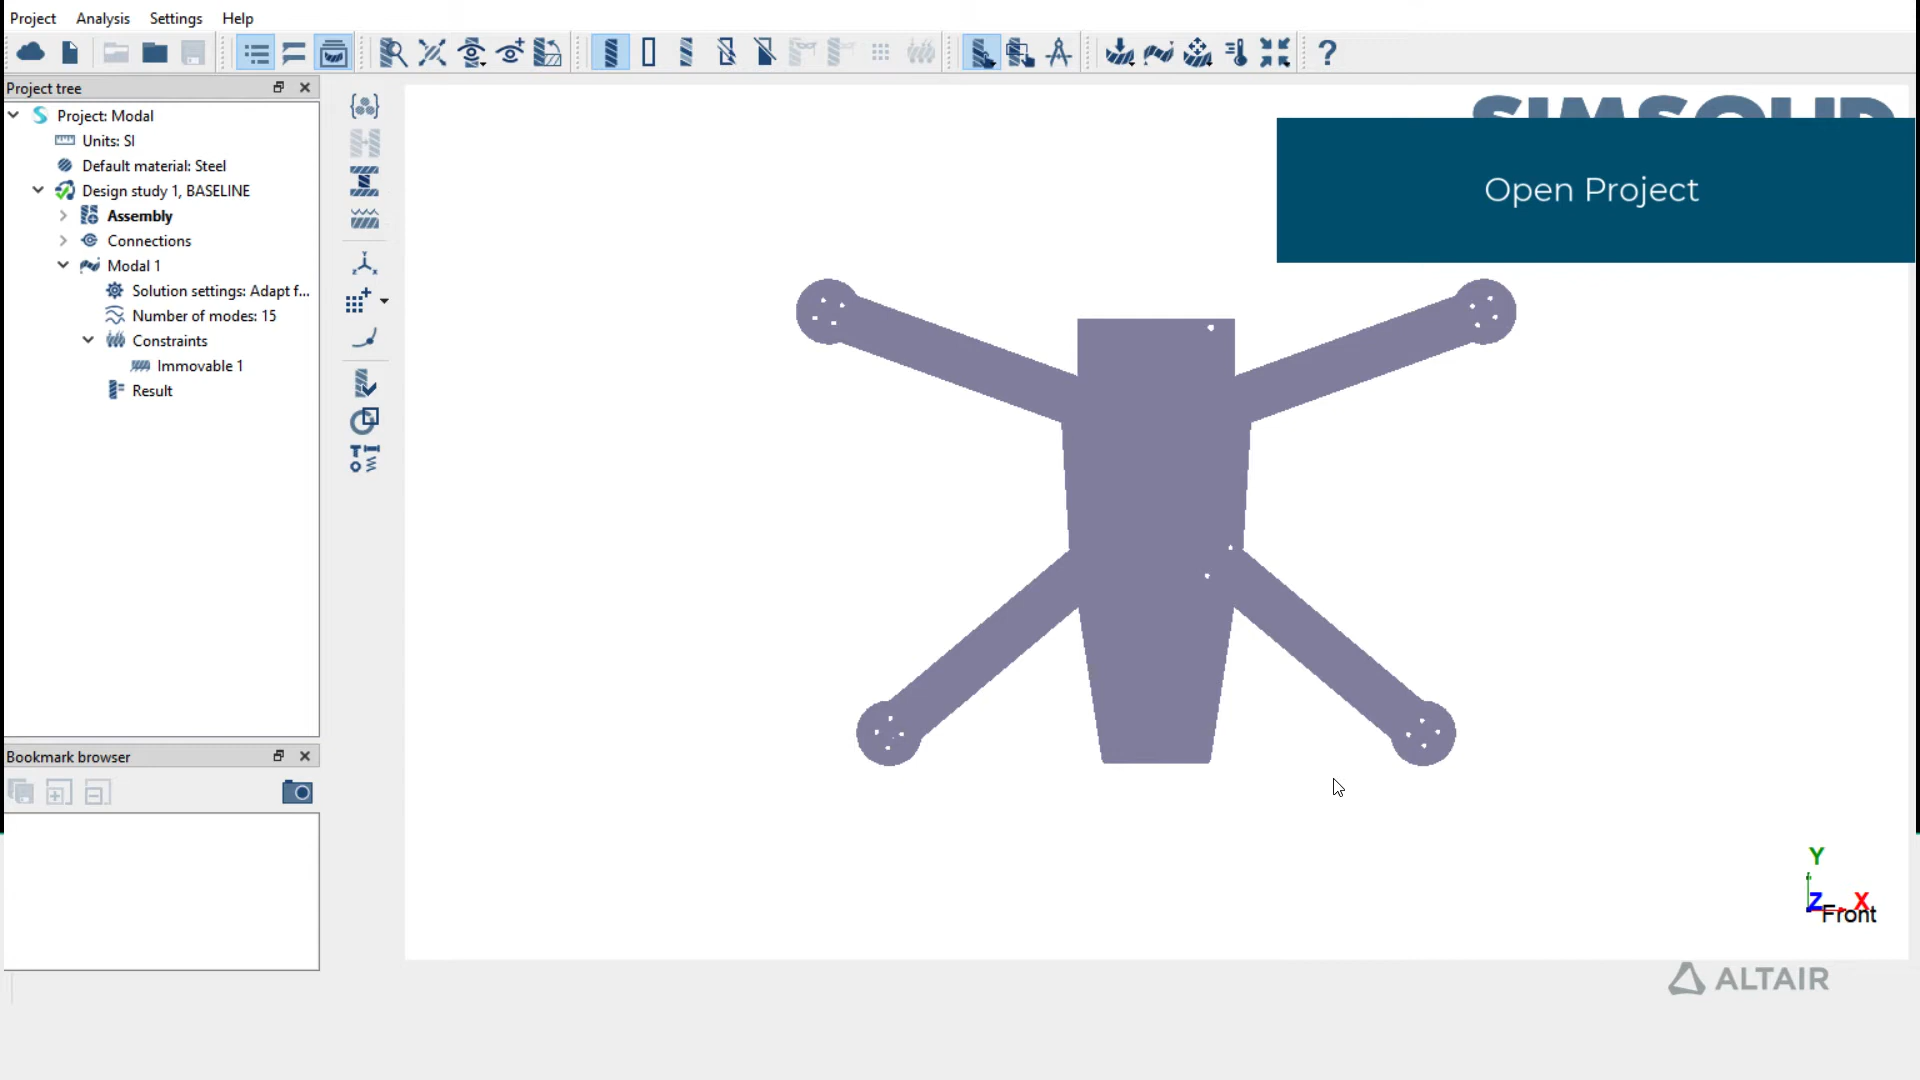 Project Analysis Settings Help
Project tree
Project: Modal
Units: SI
Default material: Steel
Design study 1, BASELINE
Assembly
Connections
Modal 1
Solution settings: Adapt f...
Number of modes: 15
Constraints
Immovable 1
Result
Bookmark browser
SIMSOLID
Open Project
Y
Z X
Front
ALTAIR